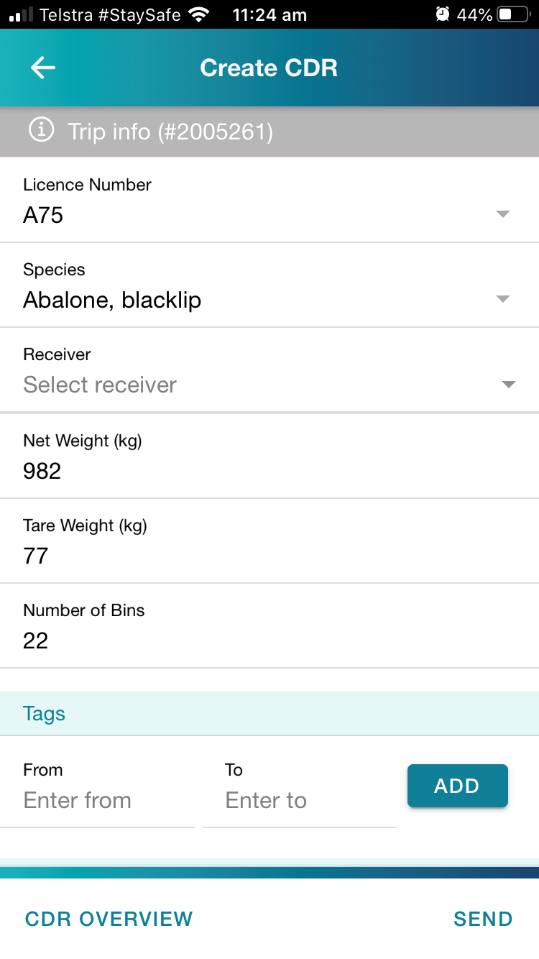 Telstra #StaySafe 11:24 am 44%
Create CDR
Trip info (#2005261)
Licence Number
A75
Species
Abalone, blacklip
Receiver
Select receiver
Net Weight (kg)
982
Tare Weight (kg)
77
Number of Bins
22
Tags
From To
Enter from Enter to ADD
CDR OVERVIEW SEND